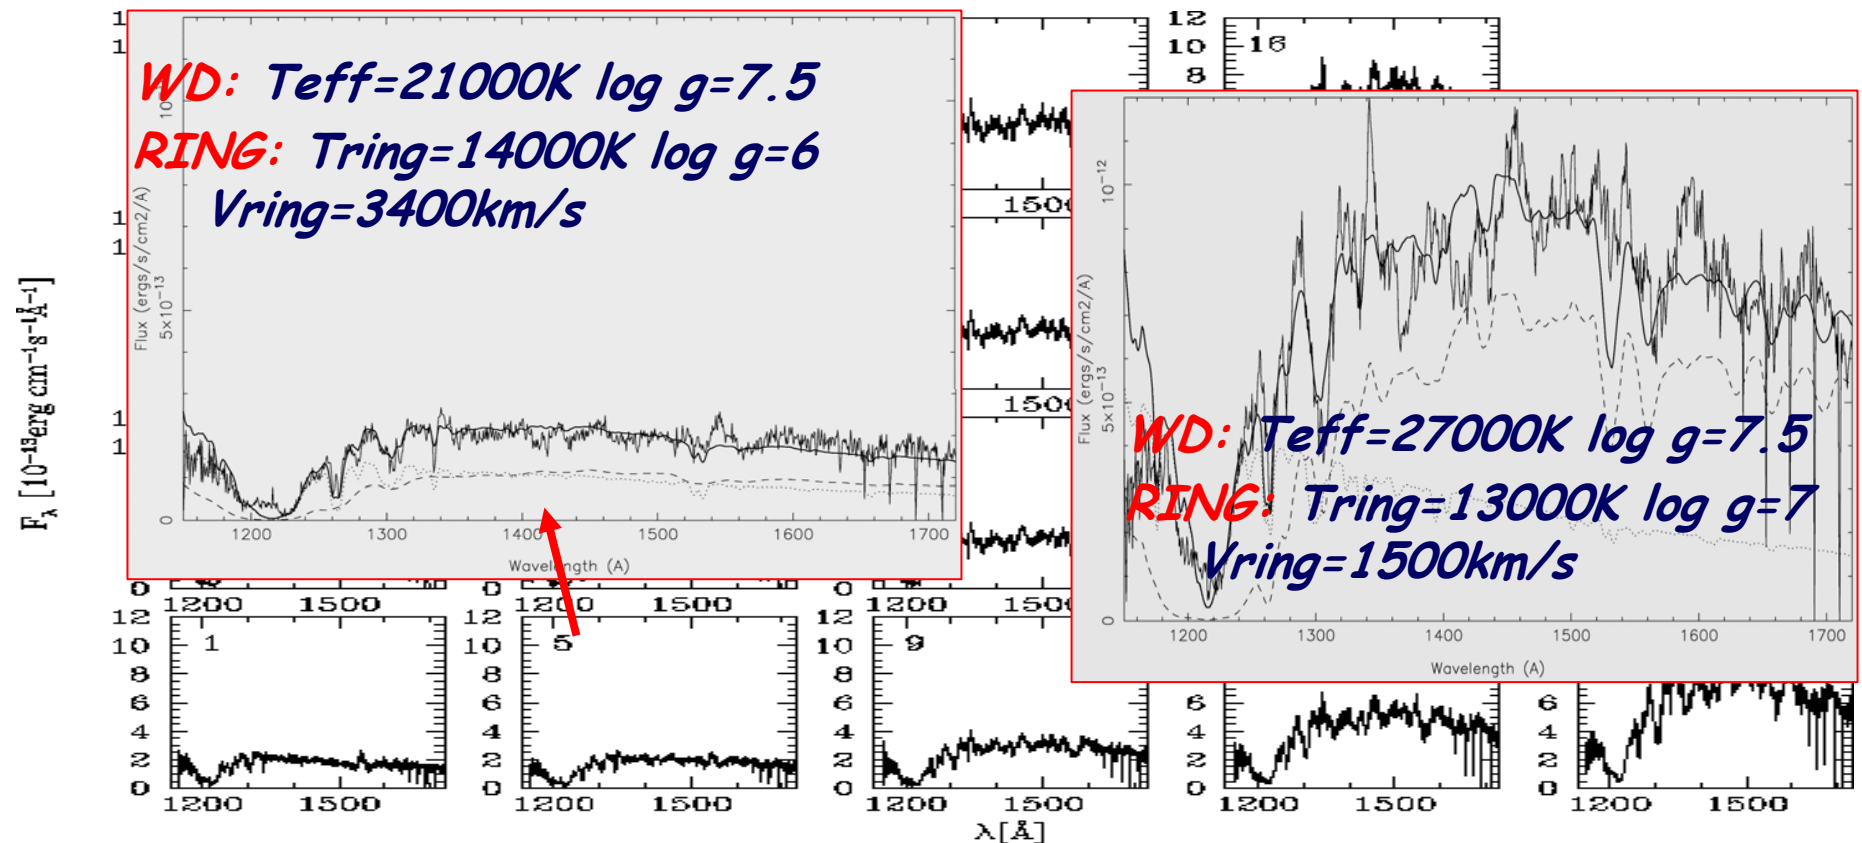 WD: Teff=21000K log g=7.5
RING: Tring=14000K log g=6
Vring=3400km/s
Flux (ergs/s/cm2/A)
5×10⁻¹³
0
1200 1300 1400 1500 1600 1700
Wavelength (A)
12
10
8
16
1500
1500
10⁻¹²
Flux (ergs/s/cm2/A)
5×10⁻¹³
0
WD: Teff=27000K log g=7.5
RING: Tring=13000K log g=7
Vring=1500km/s
1200 1300 1400 1500 1600 1700
Wavelength (A)
F_λ [10⁻¹³erg cm⁻¹s⁻¹Å⁻¹]
0 1200 1500
0 1200 1500
0 1200 1500
12 10 8 6 4 2 0
1
1200 1500
12 10 8 6 4 2 0
5
1200 1500
12 10 8 6 4 2 0
9
1200 1500
6 4 2 0
1200 1500
6 4 2 0
1200 1500
λ[Å]